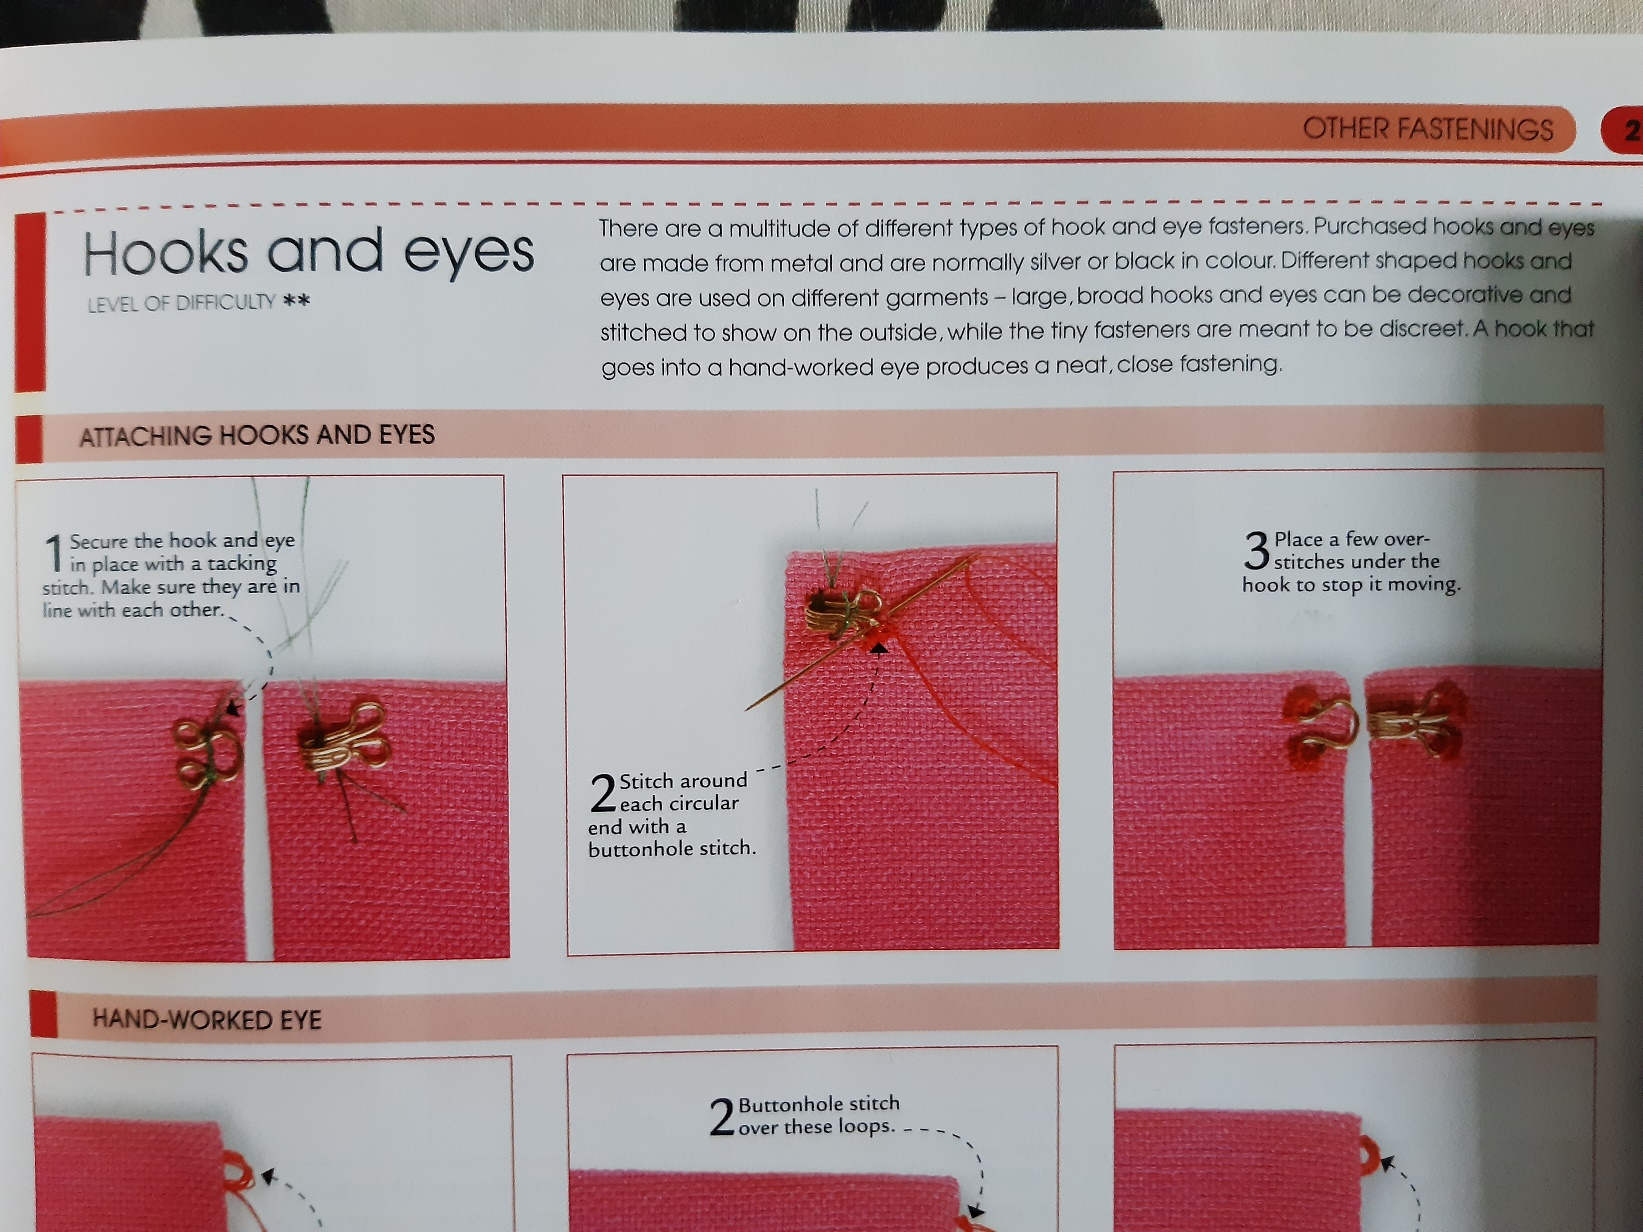 OTHER FASTENINGS
2
Hooks and eyes
LEVEL OF DIFFICULTY **
There are a multitude of different types of hook and eye fasteners. Purchased hooks and eyes
are made from metal and are normally silver or black in colour. Different shaped hooks and
eyes are used on different garments – large, broad hooks and eyes can be decorative and
stitched to show on the outside, while the tiny fasteners are meant to be discreet. A hook that
goes into a hand-worked eye produces a neat, close fastening.
ATTACHING HOOKS AND EYES
1 Secure the hook and eye
in place with a tacking
stitch. Make sure they are in
line with each other.
2 Stitch around
each circular
end with a
buttonhole stitch.
3 Place a few over-
stitches under the
hook to stop it moving.
HAND-WORKED EYE
2 Buttonhole stitch
over these loops.